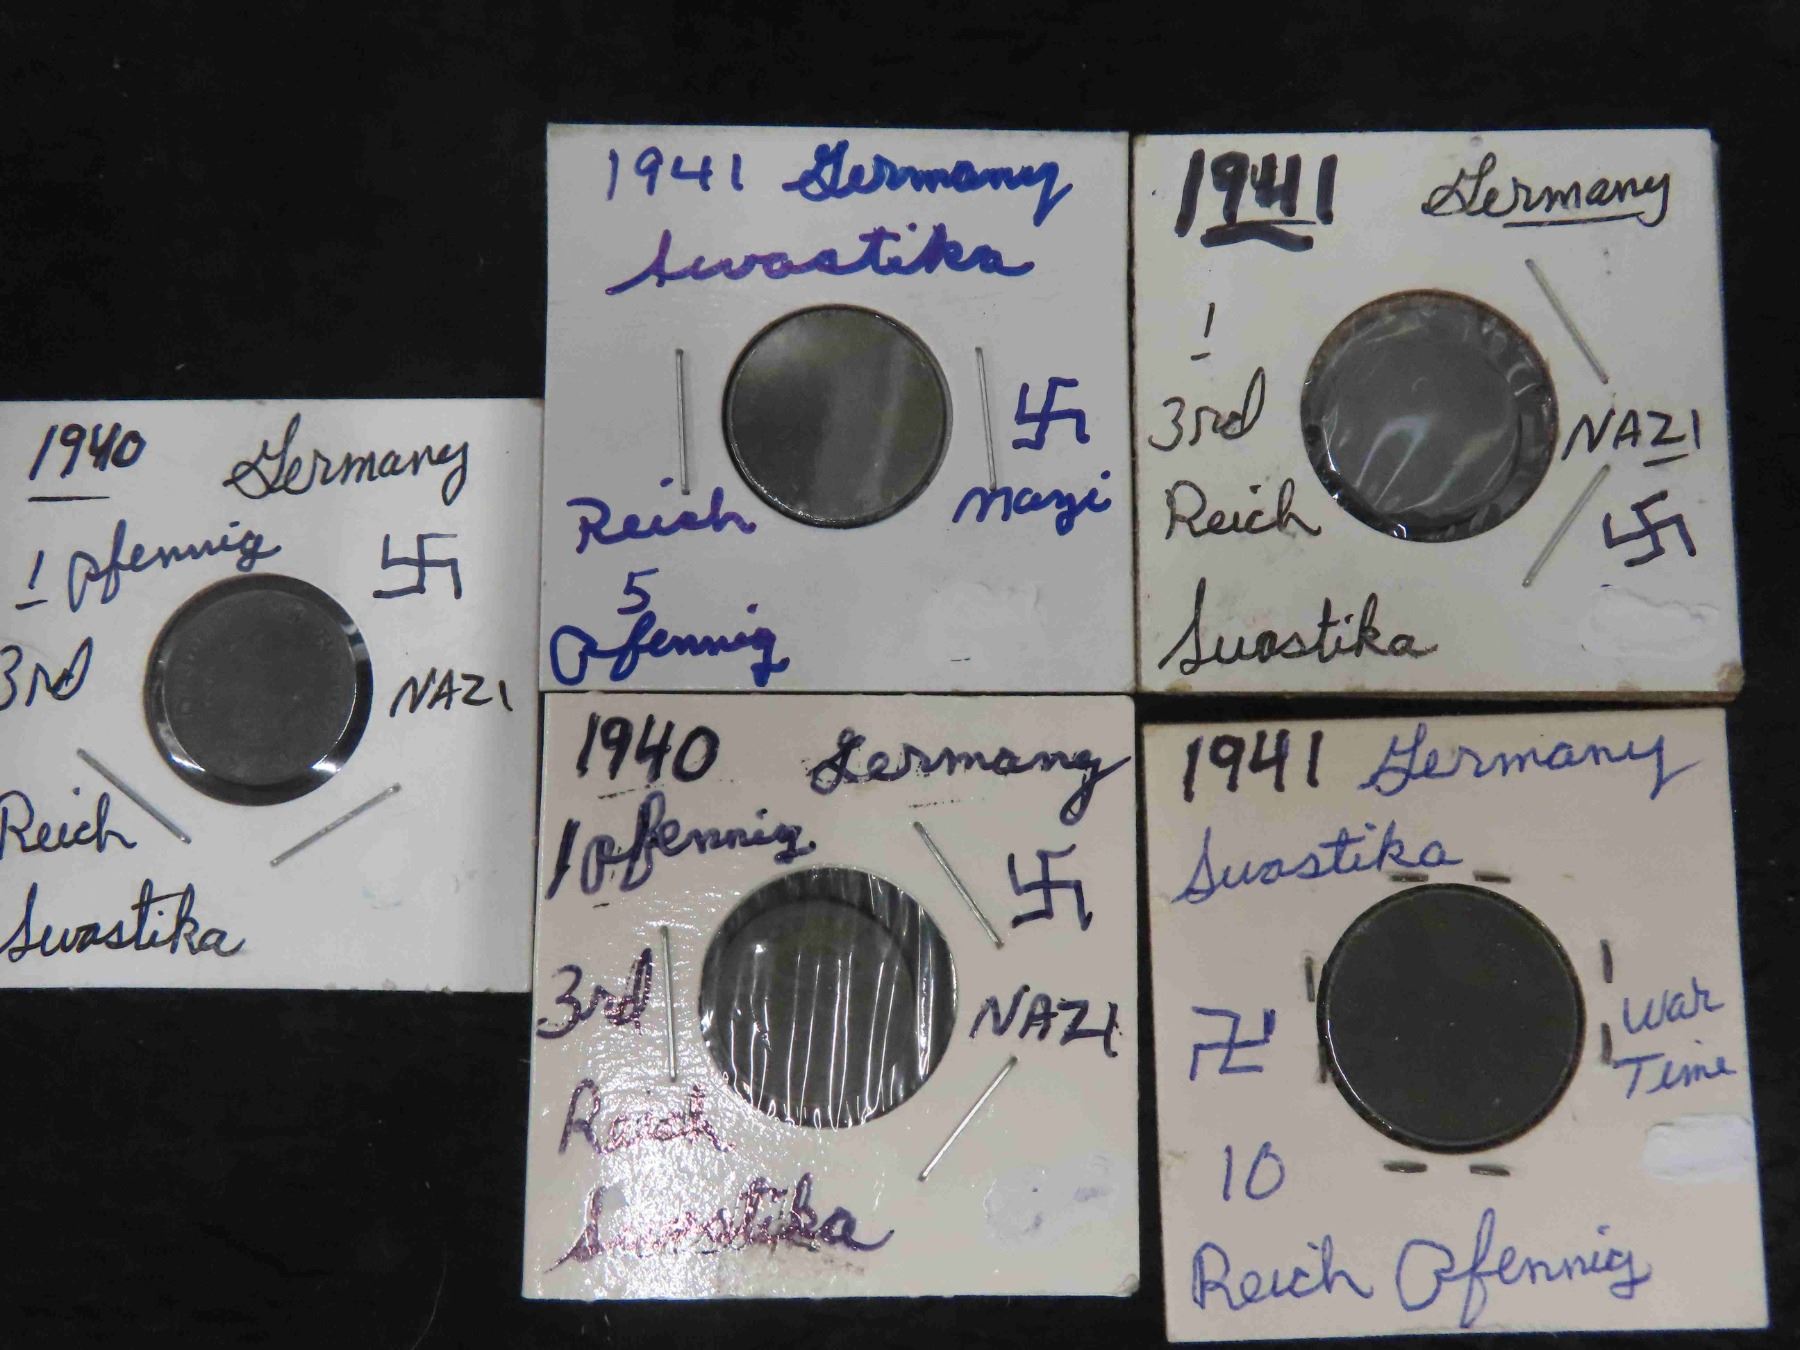 1940 Germany
1 Pfennig
3rd
NAZI
Reich
Swastika
1941 Germany
Swastika
Reich
Nazi
5
Pfennig
1941 Germany
1
3rd
NAZI
Reich
Swastika
1940 Germany
1 Pfennig
3rd
NAZI
Reich
Swastika
1941 Germany
Swastika
War
Time
10
Reich Pfennig